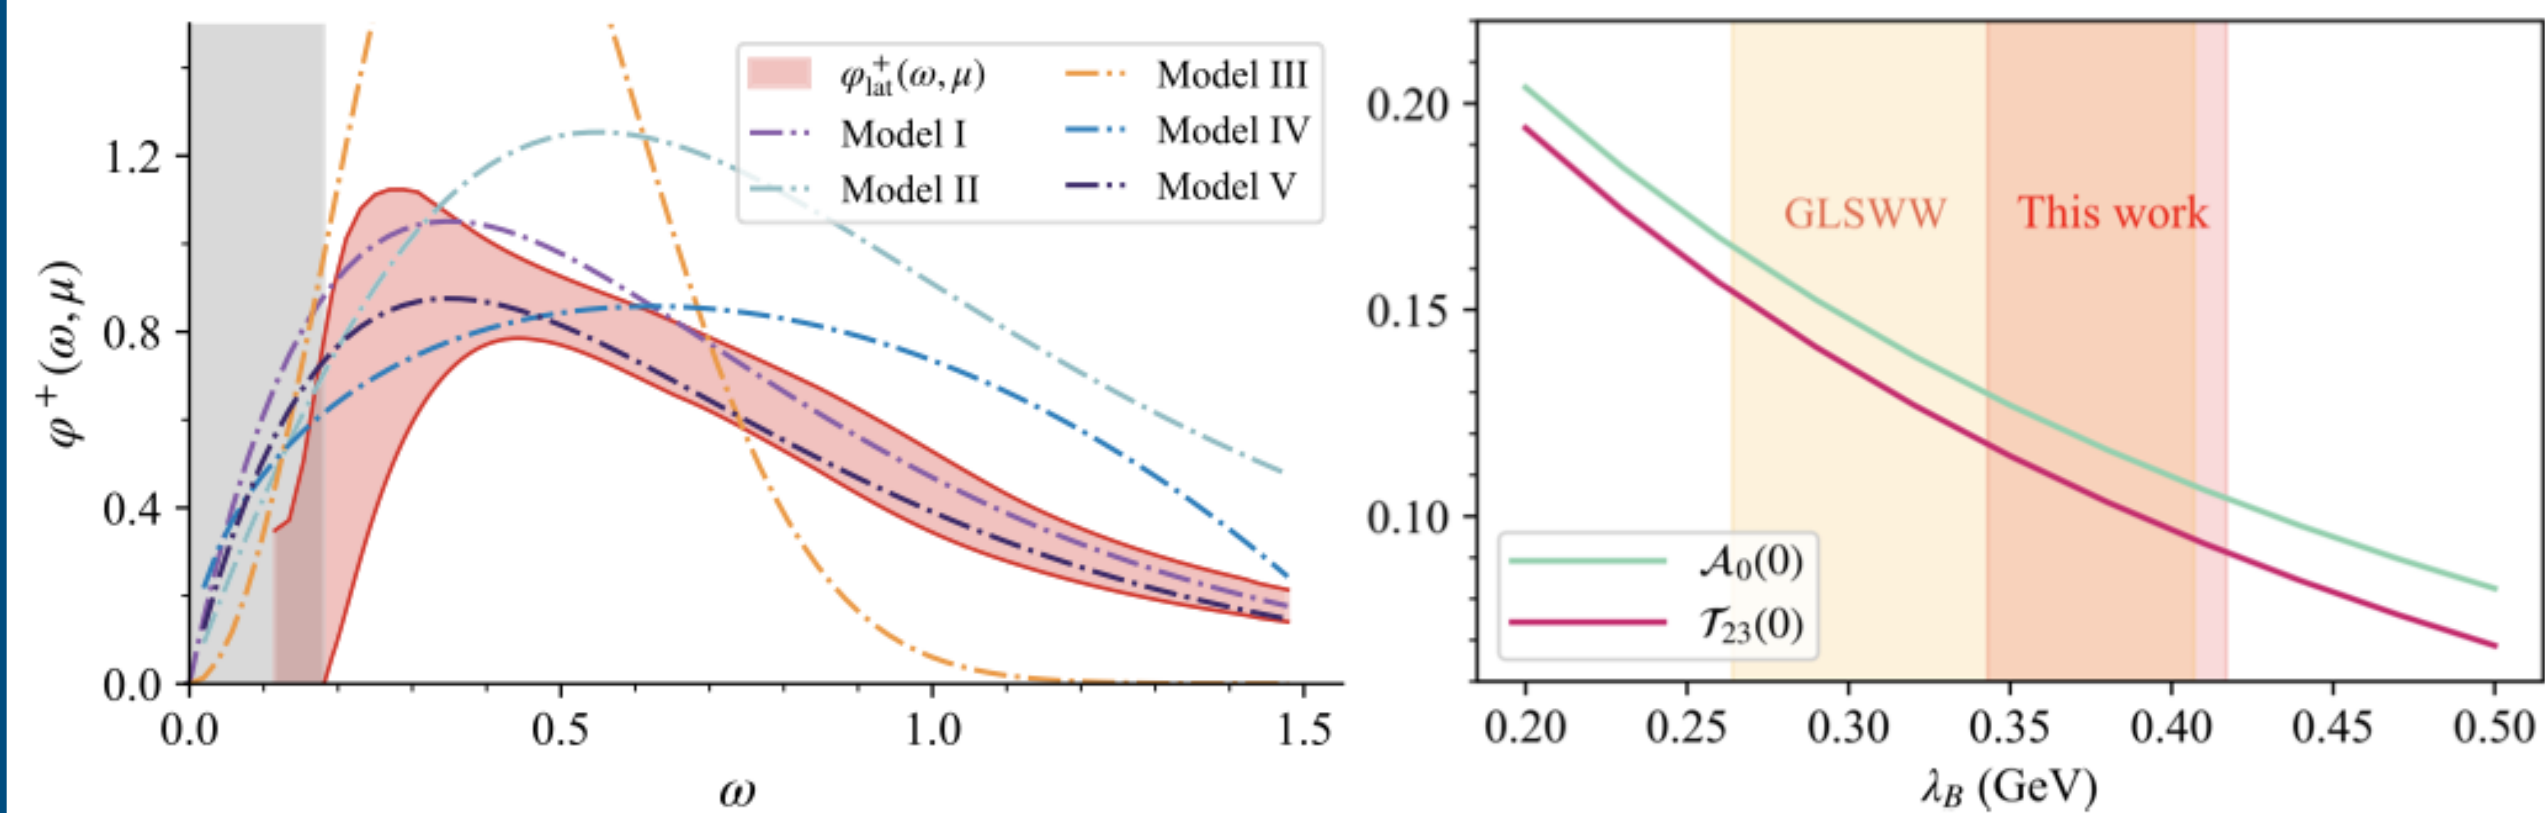 φ⁺(ω, μ)
1.2
0.8
0.4
0.0
φ⁺lat(ω, μ)
Model I
Model II
Model III
Model IV
Model V
0.0 0.5 1.0 1.5
ω
0.20
0.15
0.10
GLSWW
This work
𝒜₀(0)
𝒯₂₃(0)
0.20 0.25 0.30 0.35 0.40 0.45 0.50
λ_B (GeV)